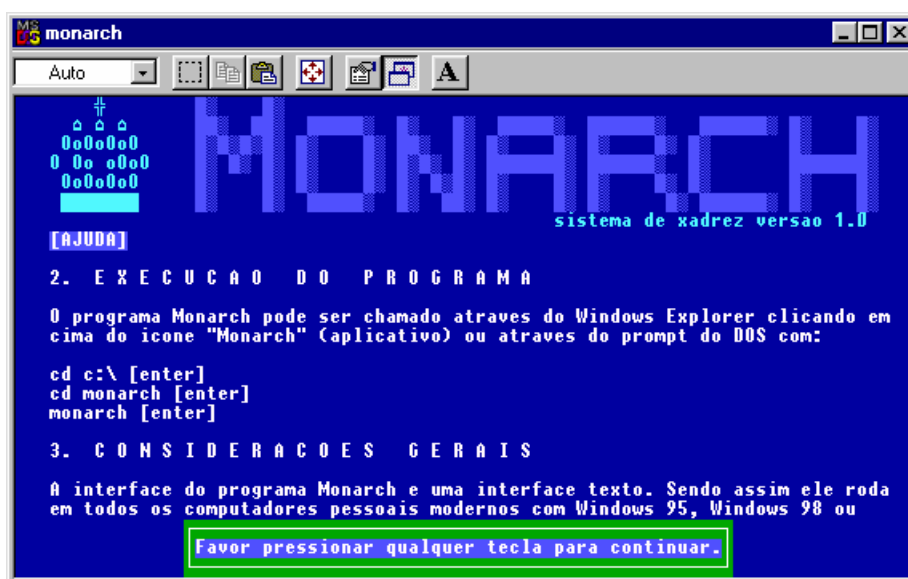 monarch
Auto
A
MONARCH
sistema de xadrez versao 1.0
[AJUDA]
2. E X E C U C A O   D O   P R O G R A M A
O programa Monarch pode ser chamado atraves do Windows Explorer clicando em
cima do icone "Monarch" (aplicativo) ou atraves do prompt do DOS com:
cd c:\ [enter]
cd monarch [enter]
monarch [enter]
3. C O N S I D E R A C O E S   G E R A I S
A interface do programa Monarch e uma interface texto. Sendo assim ele roda
em todos os computadores pessoais modernos com Windows 95, Windows 98 ou
Favor pressionar qualquer tecla para continuar.